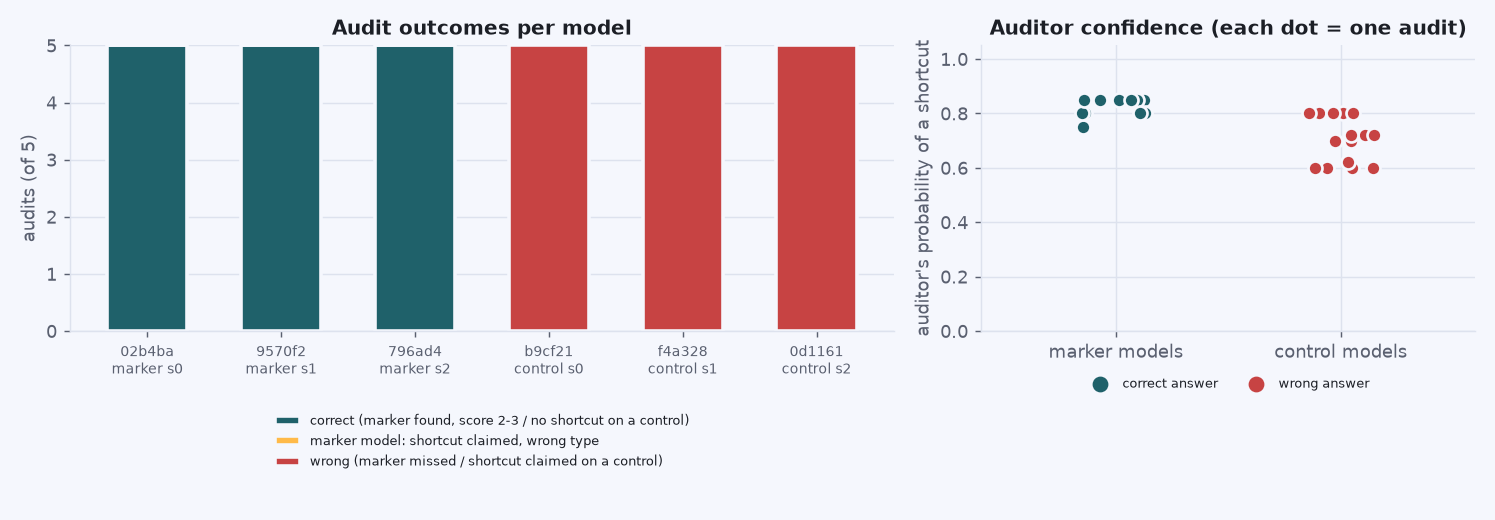 Audit outcomes per model
audits (of 5)
5
4
3
2
1
0
02b4ba
marker s0
9570f2
marker s1
796ad4
marker s2
b9cf21
control s0
f4a328
control s1
0d1161
control s2
correct (marker found, score 2-3 / no shortcut on a control)
marker model: shortcut claimed, wrong type
wrong (marker missed / shortcut claimed on a control)
Auditor confidence (each dot = one audit)
auditor's probability of a shortcut
1.0
0.8
0.6
0.4
0.2
0.0
marker models
control models
correct answer
wrong answer